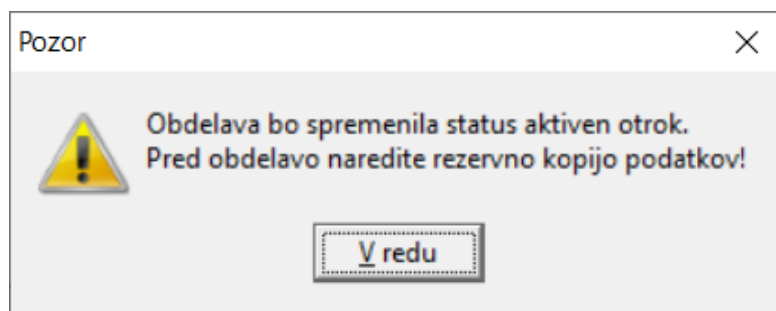 Pozor
Obdelava bo spremenila status aktiven otrok.
Pred obdelavo naredite rezervno kopijo podatkov!
V redu